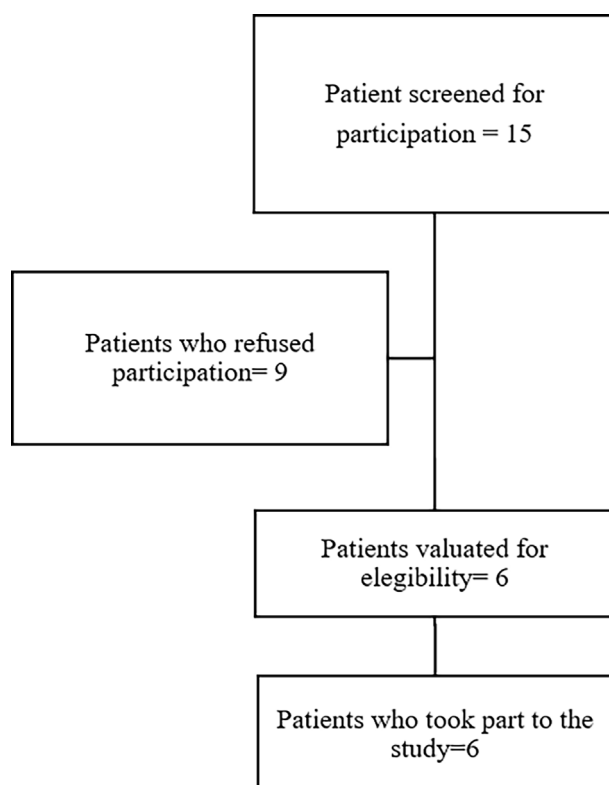 Patient screened for
participation = 15
Patients who refused
participation= 9
Patients valuated for
elegibility= 6
Patients who took part to the
study=6